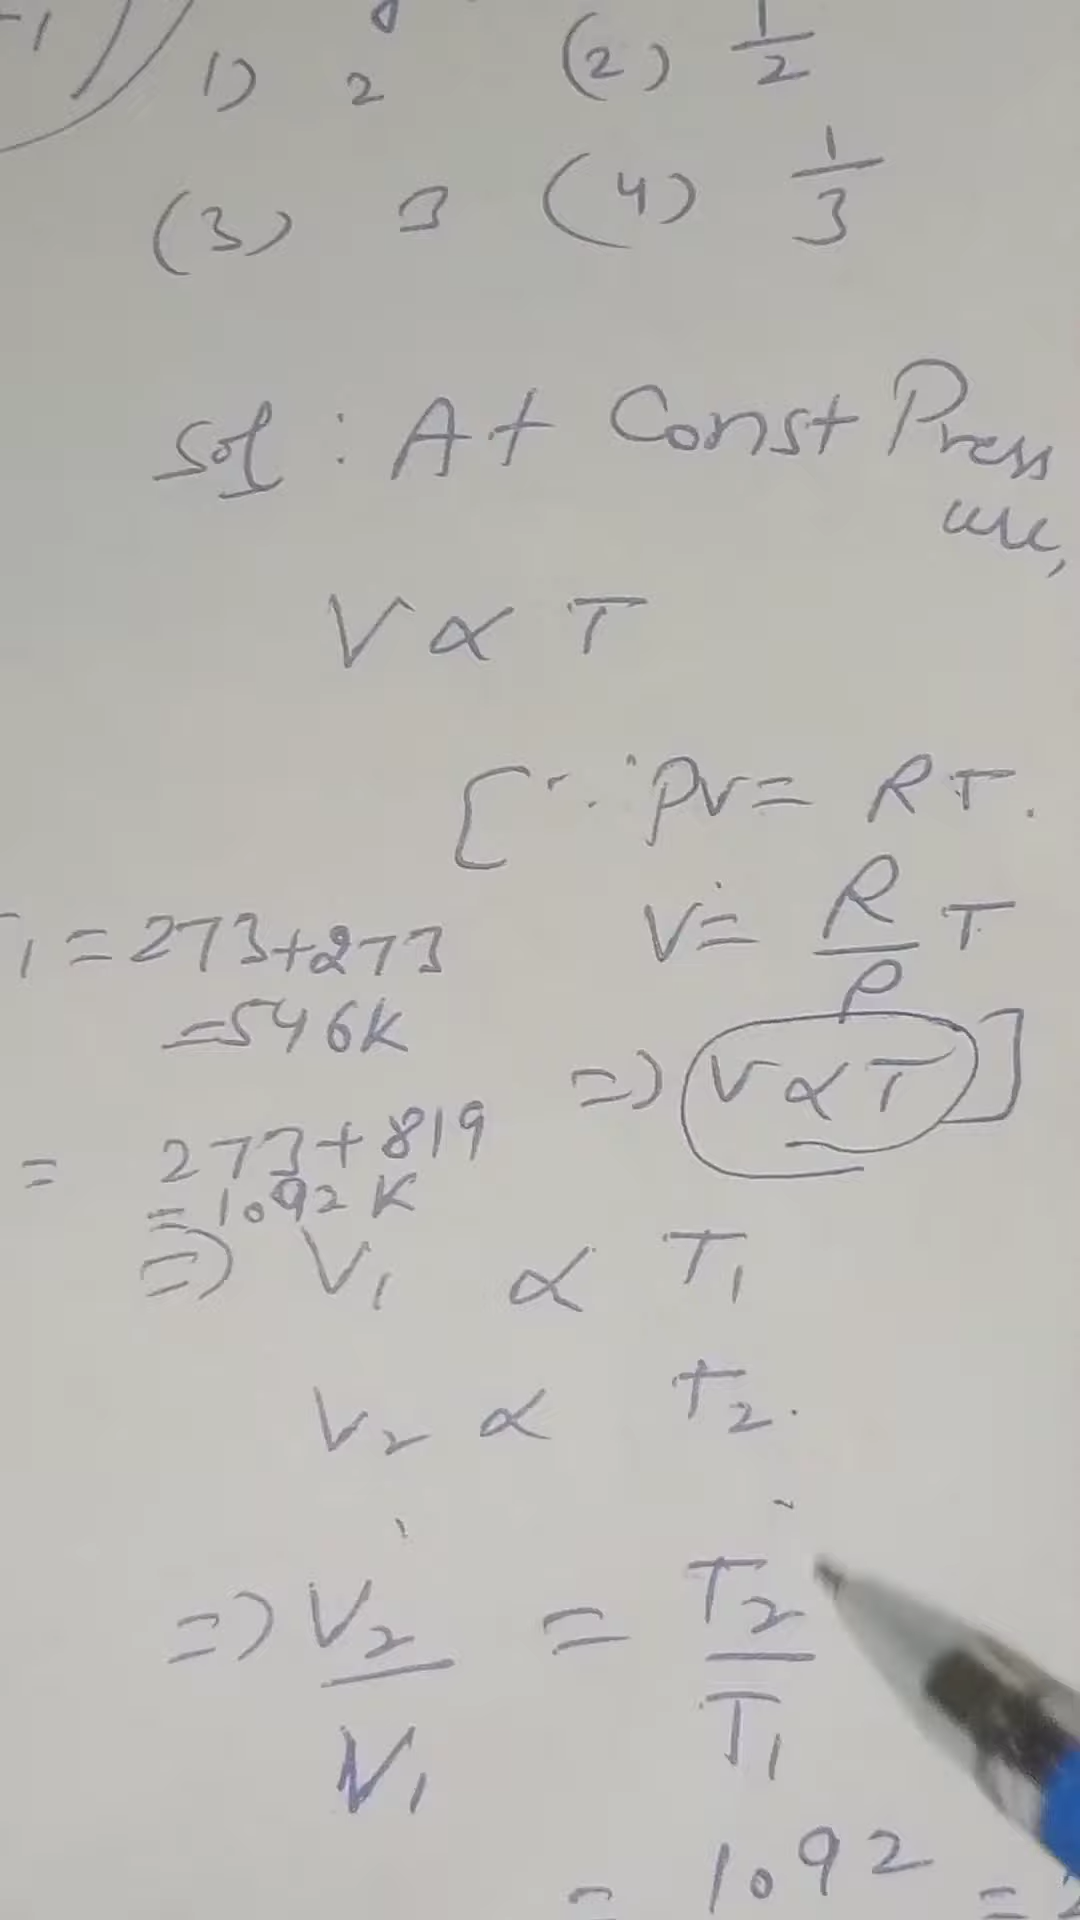 -1
1) 2 (2) 1/2
(3) 3 (4) 1/3
Sol : At Const Press
ure,
V ∝ T
[∵ PV = RT.
V = R/P T
1 = 273+273
=546K
⇒ V ∝ T ]
= 273+819
=1092 K
⇒ V1 ∝ T1
V2 ∝ T2.
⇒ V2/V1 = T2/T1
= 1092 =